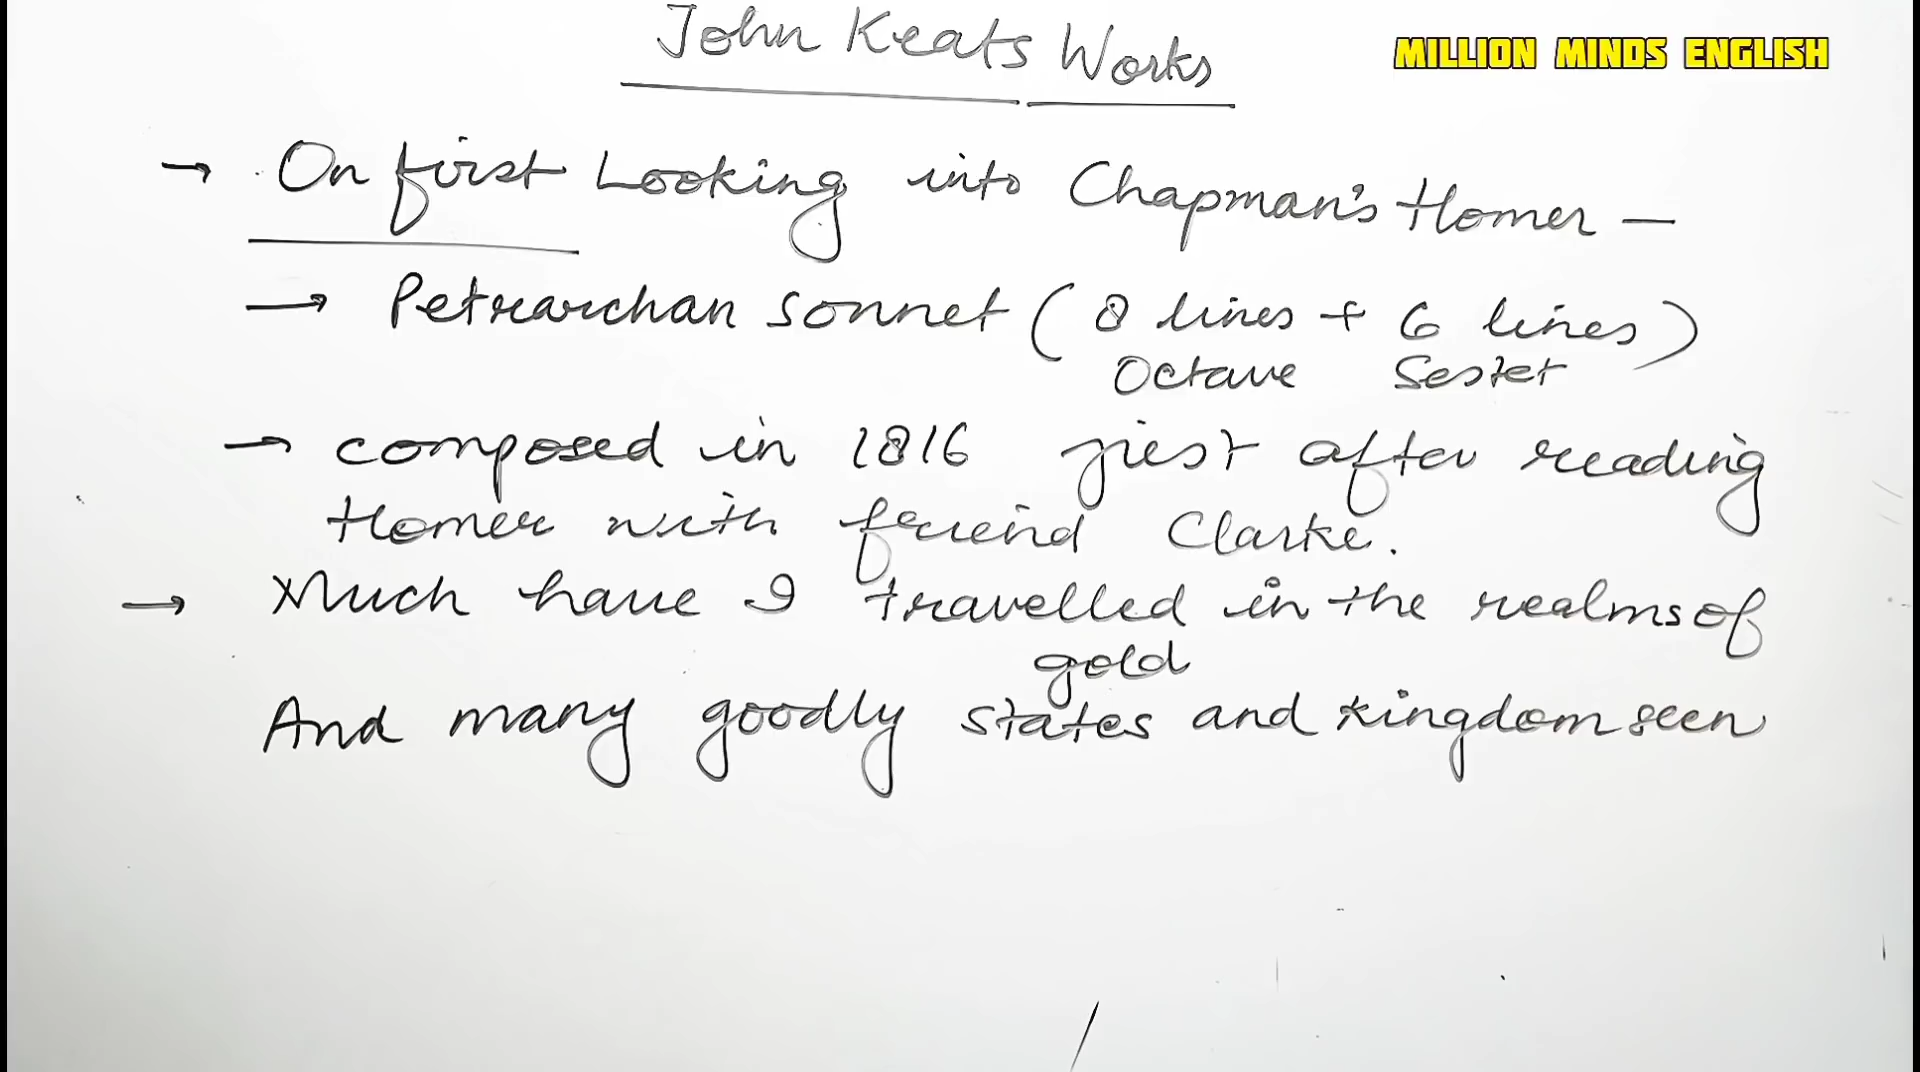 John Keats Works
MILLION MINDS ENGLISH
→ On first Looking into Chapman's Homer —
→ Petrarchan sonnet ( 8 lines + 6 lines )
Octave Sestet
→ composed in 1816 just after reading
Homer with friend Clarke.
→ Much have I travelled in the realms of
gold
And many goodly states and kingdom seen